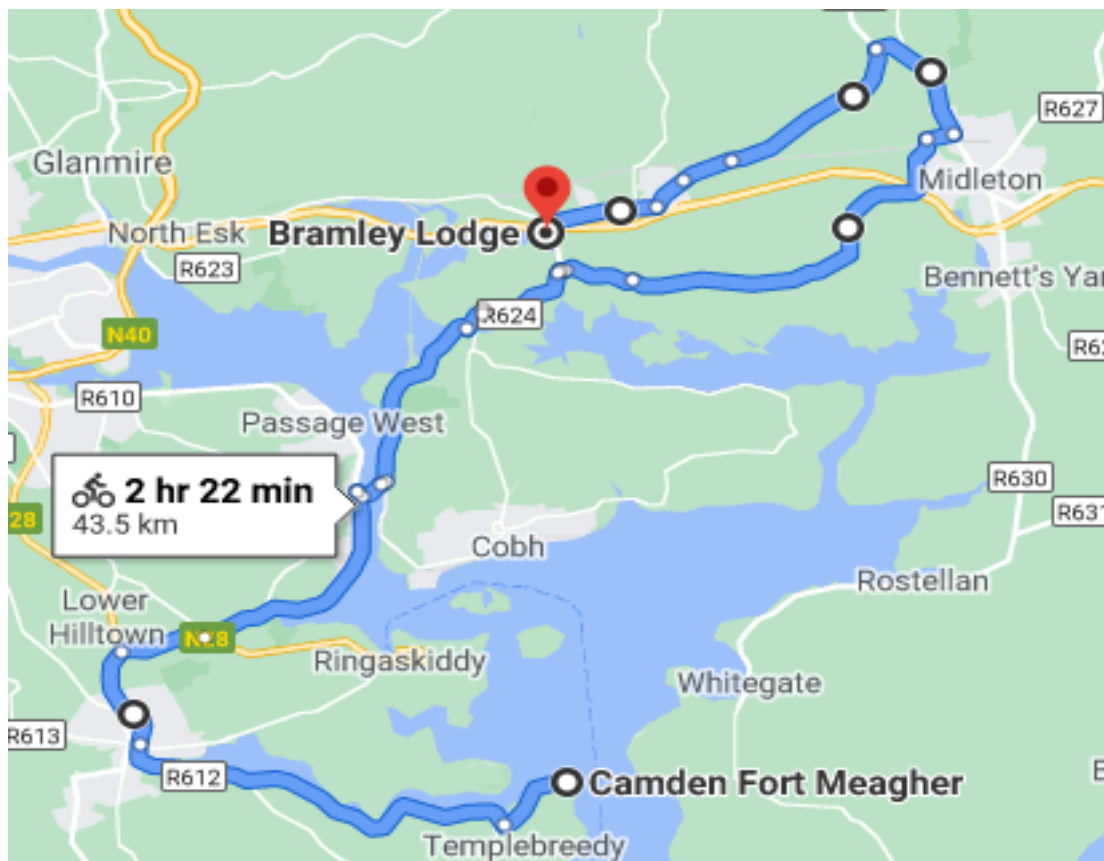 R627
Glanmire
Midleton
North Esk
Bramley Lodge
R623
Bennett's Yar
R624
N40
R62
R610
Passage West
2 hr 22 min
43.5 km
R630
28
R631
Cobh
Rostellan
Lower
Hilltown
N28
Ringaskiddy
Whitegate
R613
R612
Camden Fort Meagher
Templebreedy